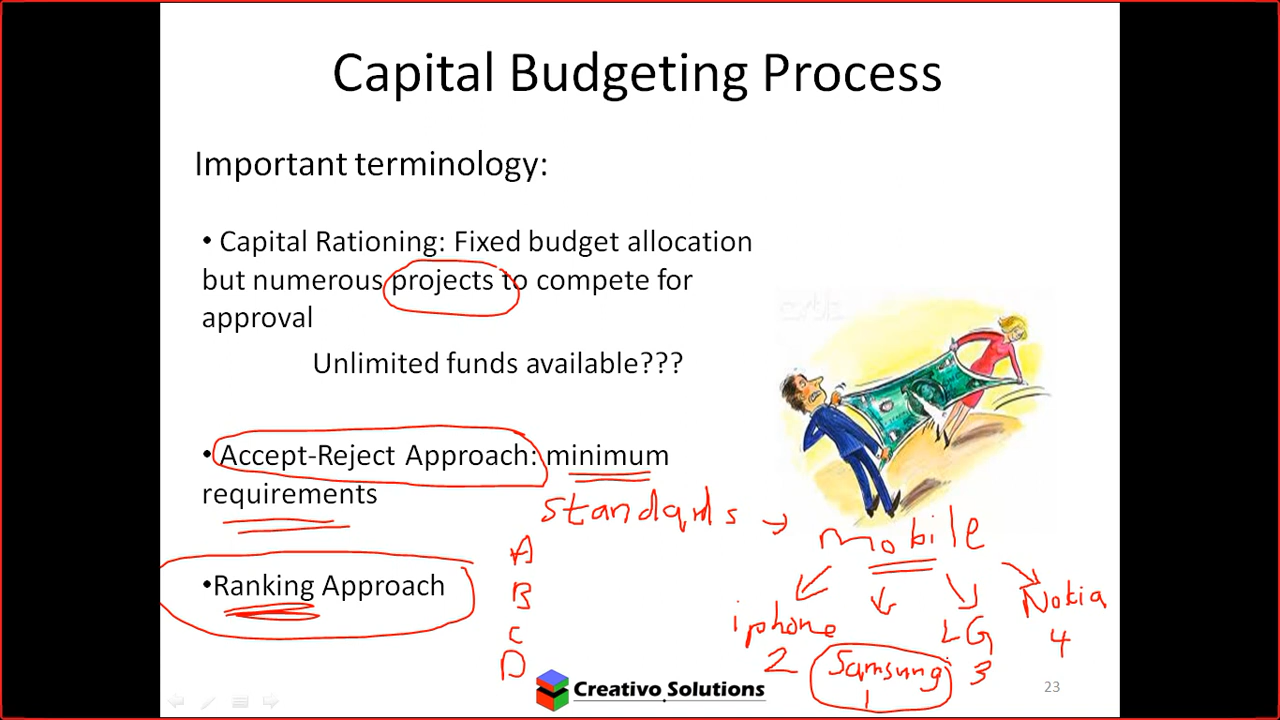 Capital Budgeting Process
Important terminology:
• Capital Rationing: Fixed budget allocation
but numerous projects to compete for
approval
Unlimited funds available???
• Accept-Reject Approach: minimum
requirements
standards → mobile
A
B
C
D
•Ranking Approach
iphone
2
Samsung
1
LG
3
Nokia
4
Creativo Solutions
23